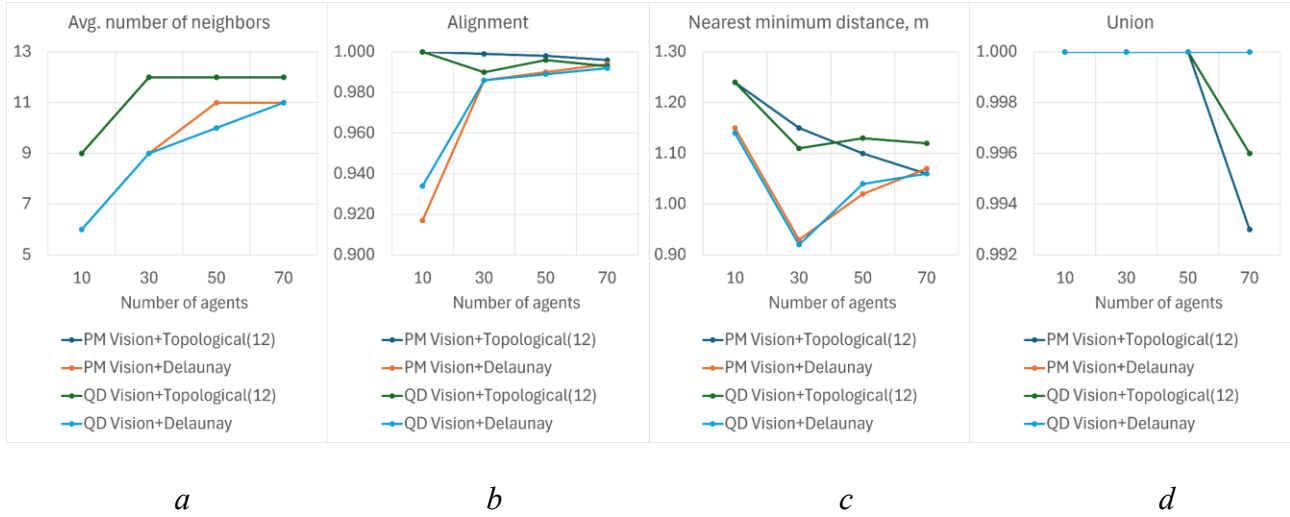 Avg. number of neighbors
13
11
9
7
5
10 30 50 70
Number of agents
PM Vision+Topological(12)
PM Vision+Delaunay
QD Vision+Topological(12)
QD Vision+Delaunay
a
Alignment
1.000
0.980
0.960
0.940
0.920
0.900
10 30 50 70
Number of agents
PM Vision+Topological(12)
PM Vision+Delaunay
QD Vision+Topological(12)
QD Vision+Delaunay
b
Nearest minimum distance, m
1.30
1.20
1.10
1.00
0.90
10 30 50 70
Number of agents
PM Vision+Topological(12)
PM Vision+Delaunay
QD Vision+Topological(12)
QD Vision+Delaunay
c
Union
1.000
0.998
0.996
0.994
0.992
10 30 50 70
Number of agents
PM Vision+Topological(12)
PM Vision+Delaunay
QD Vision+Topological(12)
QD Vision+Delaunay
d